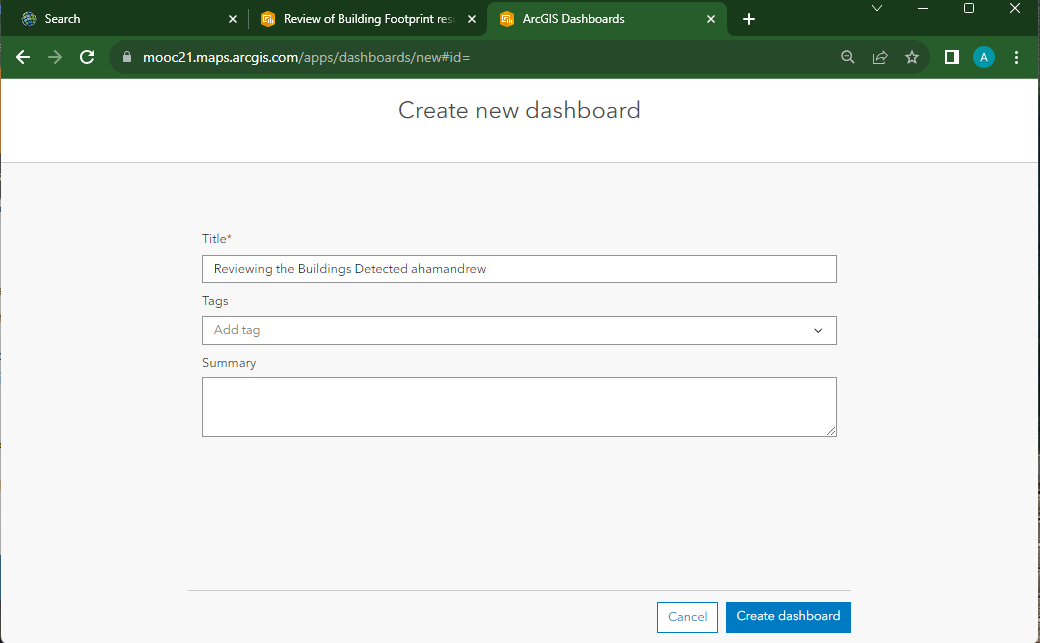 Search
Review of Building Footprint res
ArcGIS Dashboards
mooc21.maps.arcgis.com/apps/dashboards/new#id=
A
Create new dashboard
Title*
Reviewing the Buildings Detected ahamandrew
Tags
Add tag
Summary
Cancel
Create dashboard